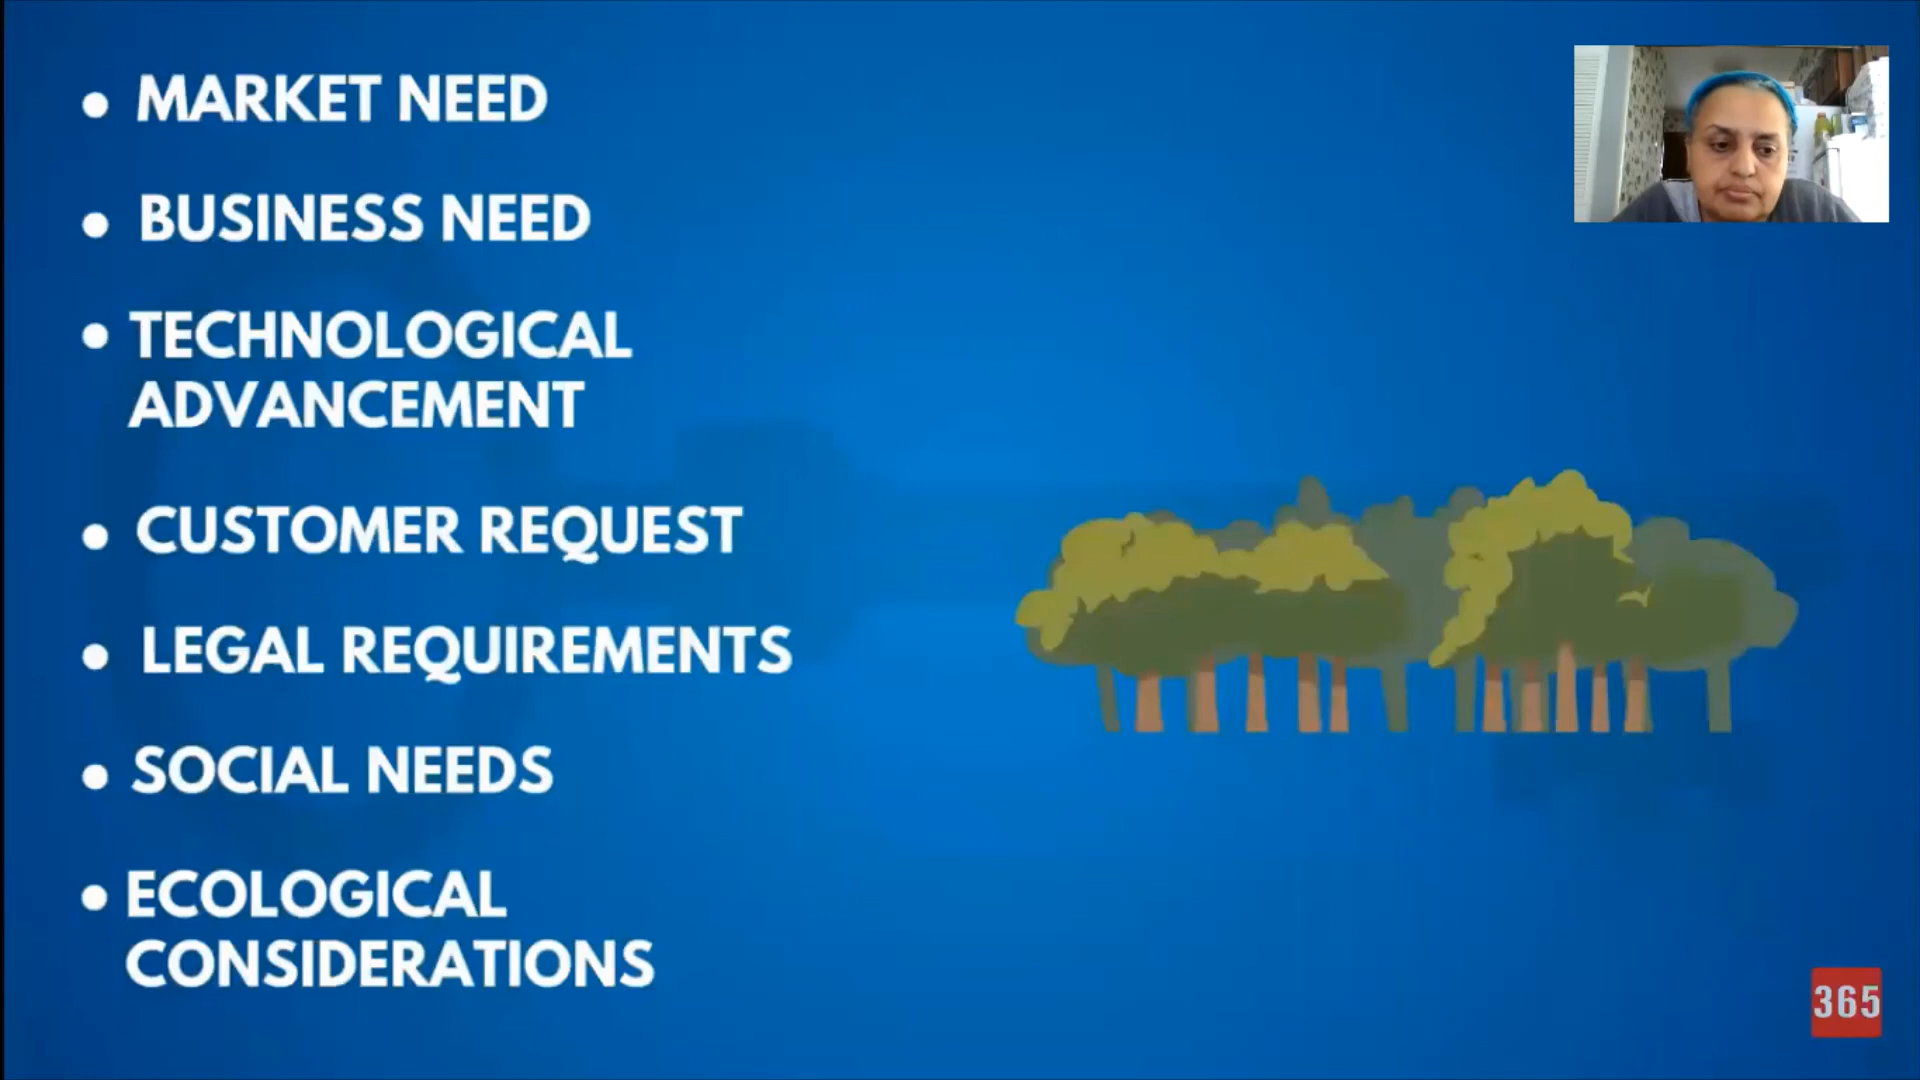 MARKET NEED
BUSINESS NEED
TECHNOLOGICAL
ADVANCEMENT
CUSTOMER REQUEST
LEGAL REQUIREMENTS
SOCIAL NEEDS
ECOLOGICAL
CONSIDERATIONS
365